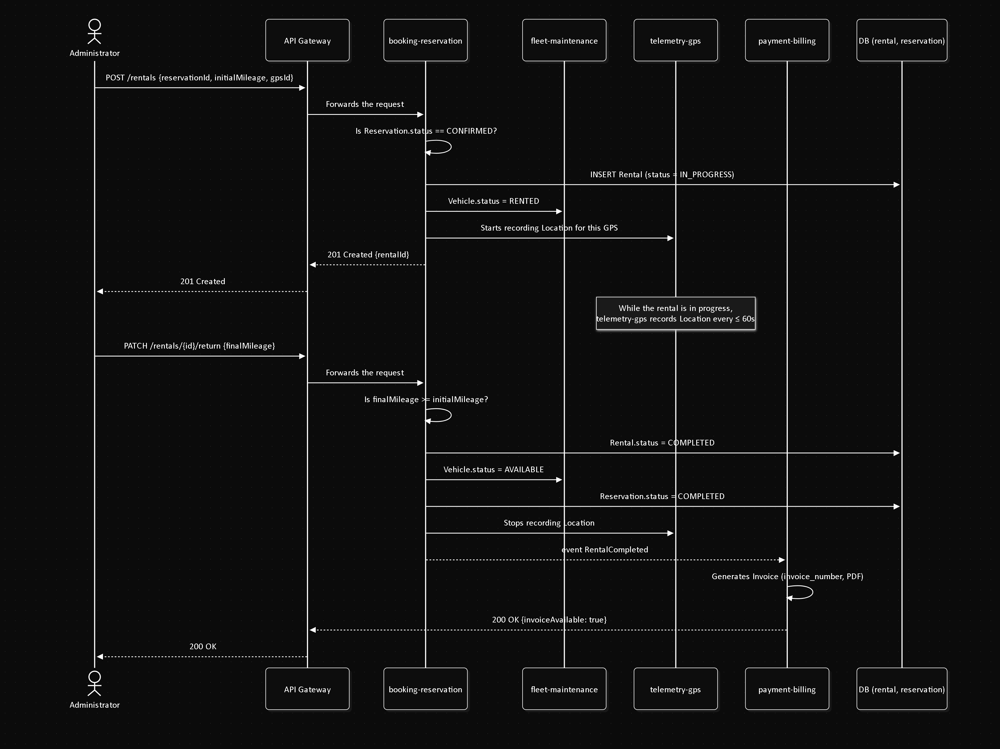 Administrator
API Gateway
booking-reservation
fleet-maintenance
telemetry-gps
payment-billing
DB (rental, reservation)
POST /rentals {reservationId, initialMileage, gpsId}
Forwards the request
Is Reservation.status == CONFIRMED?
INSERT Rental (status = IN_PROGRESS)
Vehicle.status = RENTED
Starts recording Location for this GPS
201 Created {rentalId}
201 Created
While the rental is in progress,
telemetry-gps records Location every ≤ 60s
PATCH /rentals/{id}/return {finalMileage}
Forwards the request
Is finalMileage >= initialMileage?
Rental.status = COMPLETED
Vehicle.status = AVAILABLE
Reservation.status = COMPLETED
Stops recording Location
event RentalCompleted
Generates Invoice (invoice_number, PDF)
200 OK {invoiceAvailable: true}
200 OK
Administrator
API Gateway
booking-reservation
fleet-maintenance
telemetry-gps
payment-billing
DB (rental, reservation)